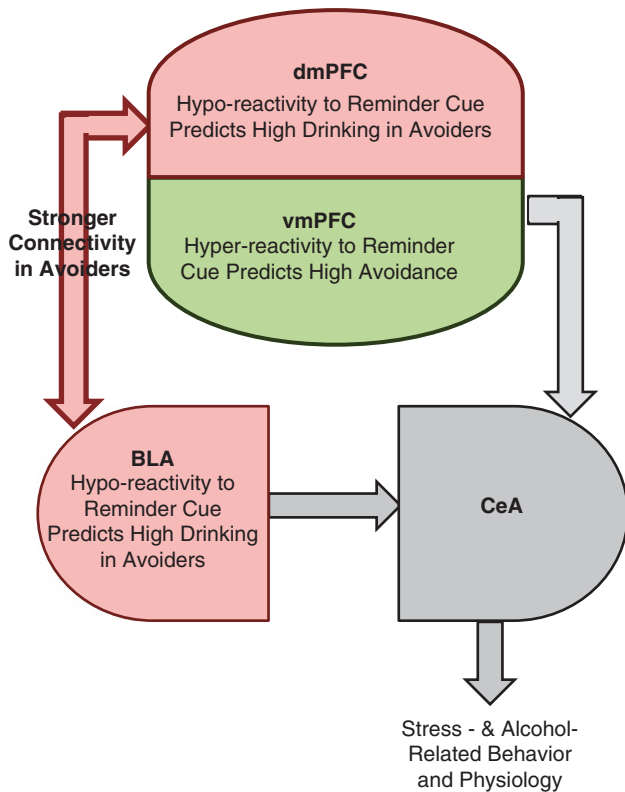 dmPFC
Hypo-reactivity to Reminder Cue
Predicts High Drinking in Avoiders
vmPFC
Hyper-reactivity to Reminder
Cue Predicts High Avoidance
Stronger
Connectivity
in Avoiders
BLA
Hypo-reactivity to
Reminder Cue
Predicts High Drinking
in Avoiders
CeA
Stress - & Alcohol-
Related Behavior
and Physiology